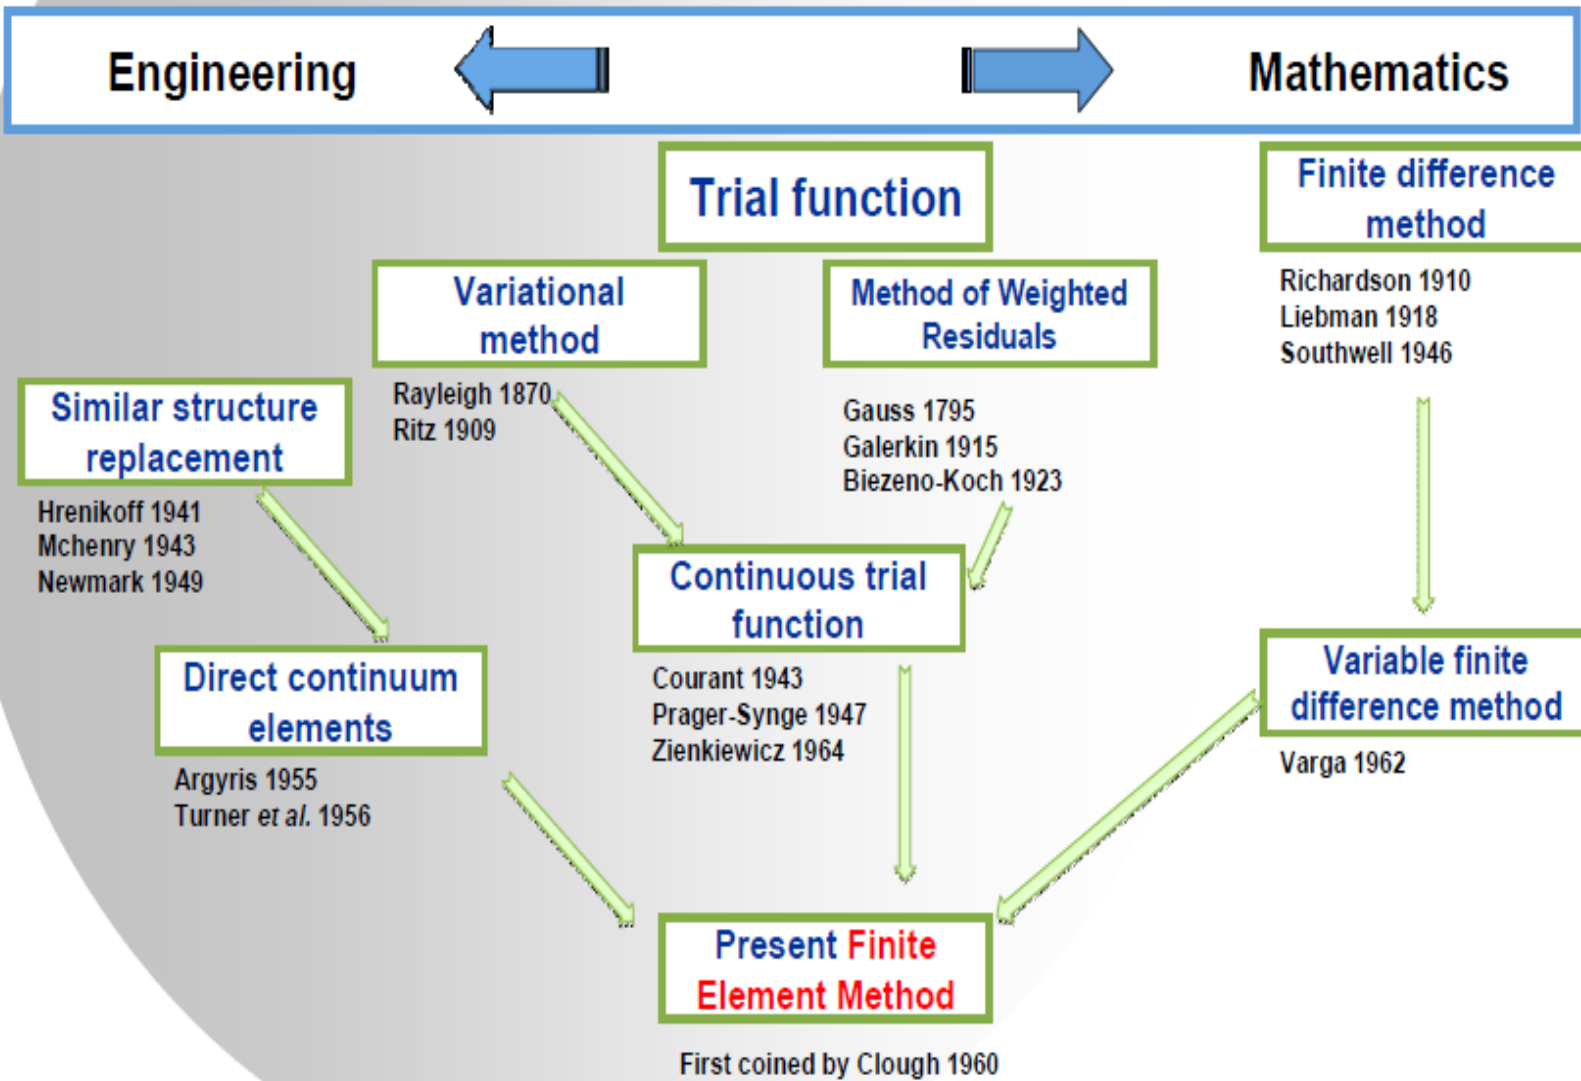 Engineering
Mathematics
Trial function
Finite difference
method
Richardson 1910
Liebman 1918
Southwell 1946
Variational
method
Rayleigh 1870
Ritz 1909
Method of Weighted
Residuals
Gauss 1795
Galerkin 1915
Biezeno-Koch 1923
Similar structure
replacement
Hrenikoff 1941
Mchenry 1943
Newmark 1949
Continuous trial
function
Courant 1943
Prager-Synge 1947
Zienkiewicz 1964
Direct continuum
elements
Argyris 1955
Turner et al. 1956
Variable finite
difference method
Varga 1962
Present Finite
Element Method
First coined by Clough 1960